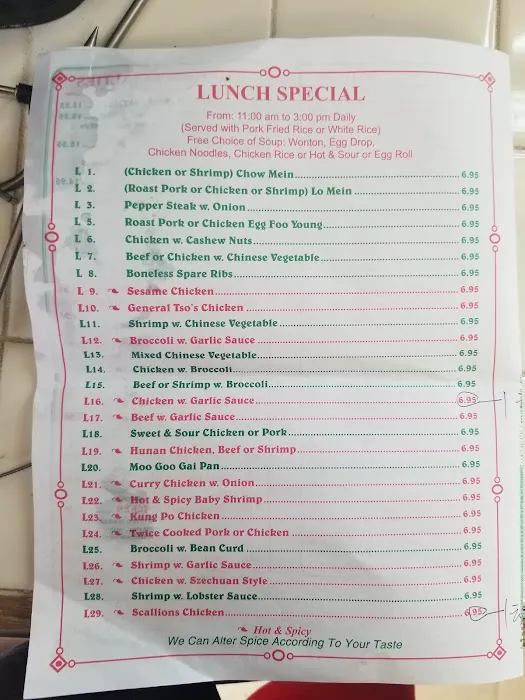 LUNCH SPECIAL
From: 11:00 am to 3:00 pm Daily
(Served with Pork Fried Rice or White Rice)
Free Choice of Soup: Wonton, Egg Drop,
Chicken Noodles, Chicken Rice or Hot & Sour or Egg Roll
L 1. (Chicken or Shrimp) Chow Mein 6.95
L 2. (Roast Pork or Chicken or Shrimp) Lo Mein 6.95
L 3. Pepper Steak w. Onion 6.95
L 5. Roast Pork or Chicken Egg Foo Young 6.95
L 6. Chicken w. Cashew Nuts 6.95
L 7. Beef or Chicken w. Chinese Vegetable 6.95
L 8. Boneless Spare Ribs 6.95
L 9. Sesame Chicken 6.95
L10. General Tso's Chicken 6.95
L11. Shrimp w. Chinese Vegetable 6.95
L12. Broccoli w. Garlic Sauce 6.95
L13. Mixed Chinese Vegetable 6.95
L14. Chicken w. Broccoli 6.95
L15. Beef or Shrimp w. Broccoli 6.95
L16. Chicken w. Garlic Sauce 6.95
L17. Beef w. Garlic Sauce 6.95
L18. Sweet & Sour Chicken or Pork 6.95
L19. Hunan Chicken, Beef or Shrimp 6.95
L20. Moo Goo Gai Pan 6.95
L21. Curry Chicken w. Onion 6.95
L22. Hot & Spicy Baby Shrimp 6.95
L23. Kung Po Chicken 6.95
L24. Twice Cooked Pork or Chicken 6.95
L25. Broccoli w. Bean Curd 6.95
L26. Shrimp w. Garlic Sauce 6.95
L27. Chicken w. Szechuan Style 6.95
L28. Shrimp w. Lobster Sauce 6.95
L29. Scallions Chicken 6.95
Hot & Spicy
We Can Alter Spice According To Your Taste